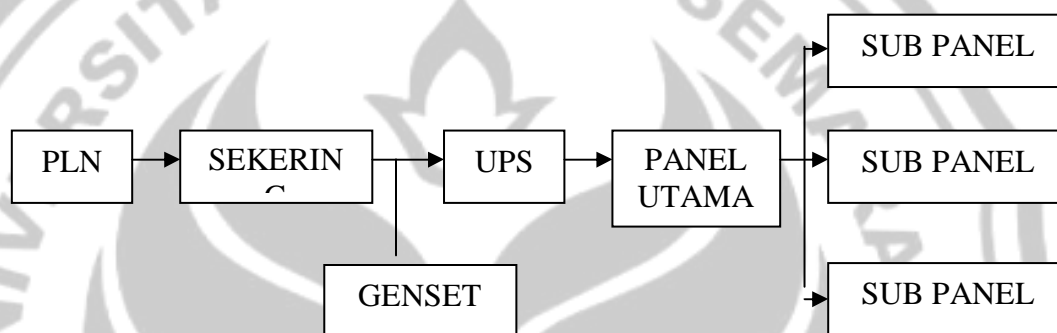 SUB PANEL
PLN
SEKERIN
G
UPS
PANEL
UTAMA
SUB PANEL
GENSET
SUB PANEL